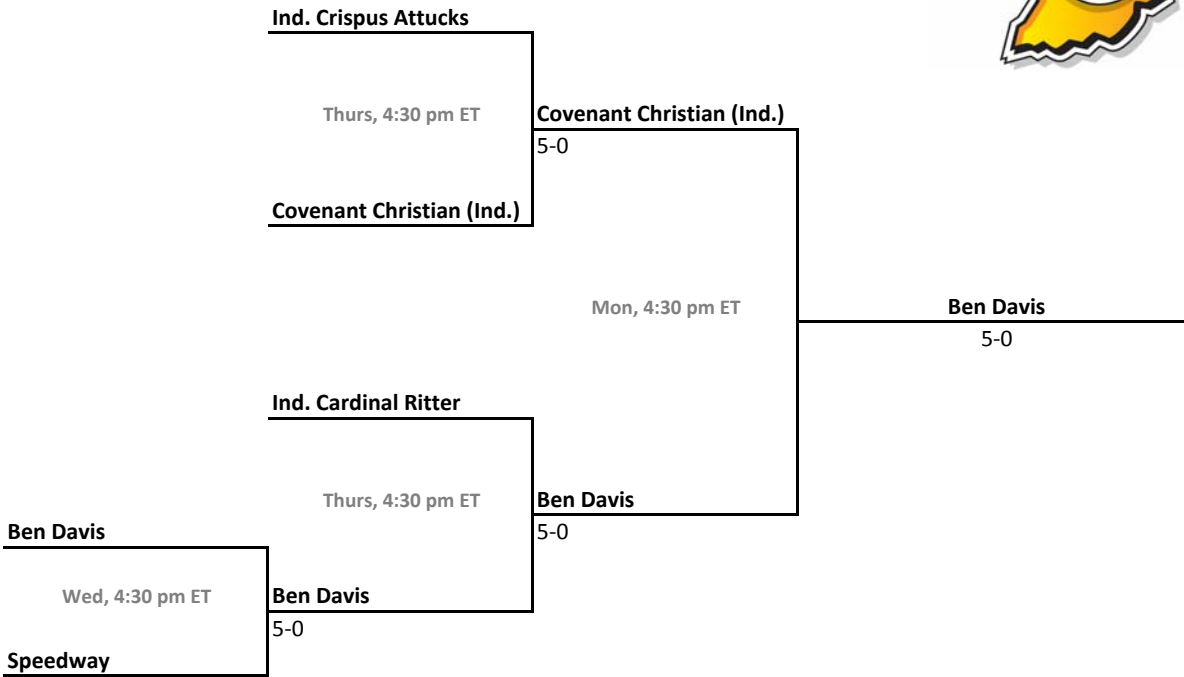 Ind. Crispus Attucks
Thurs, 4:30 pm ET
Covenant Christian (Ind.)
5-0
Covenant Christian (Ind.)
Mon, 4:30 pm ET
Ben Davis
5-0
Ind. Cardinal Ritter
Thurs, 4:30 pm ET
Ben Davis
5-0
Ben Davis
Wed, 4:30 pm ET
Ben Davis
5-0
Speedway